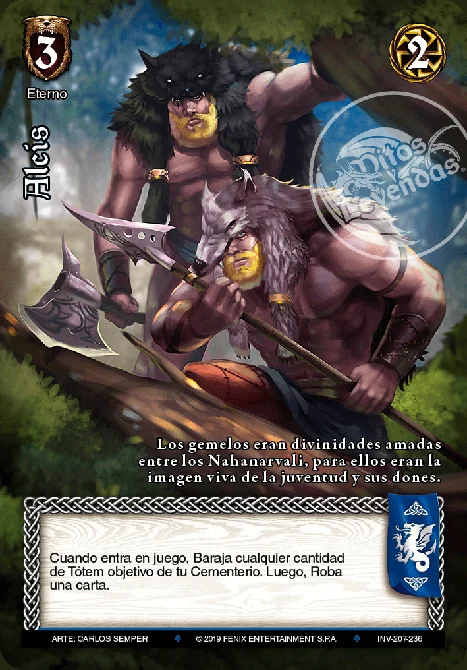 3
2
Eterno
Alcis
Mitos
Leyendas
Los gemelos eran divinidades amadas
entre los Nahanarvali, para ellos eran la
imagen viva de la juventud y sus dones.
Cuando entra en juego, Baraja cualquier cantidad
de Tótem objetivo de tu Cementerio. Luego, Roba
una carta.
ARTE: CARLOS SEMPER
© 2019 FENIX ENTERTAINMENT S.P.A
INV-207-236